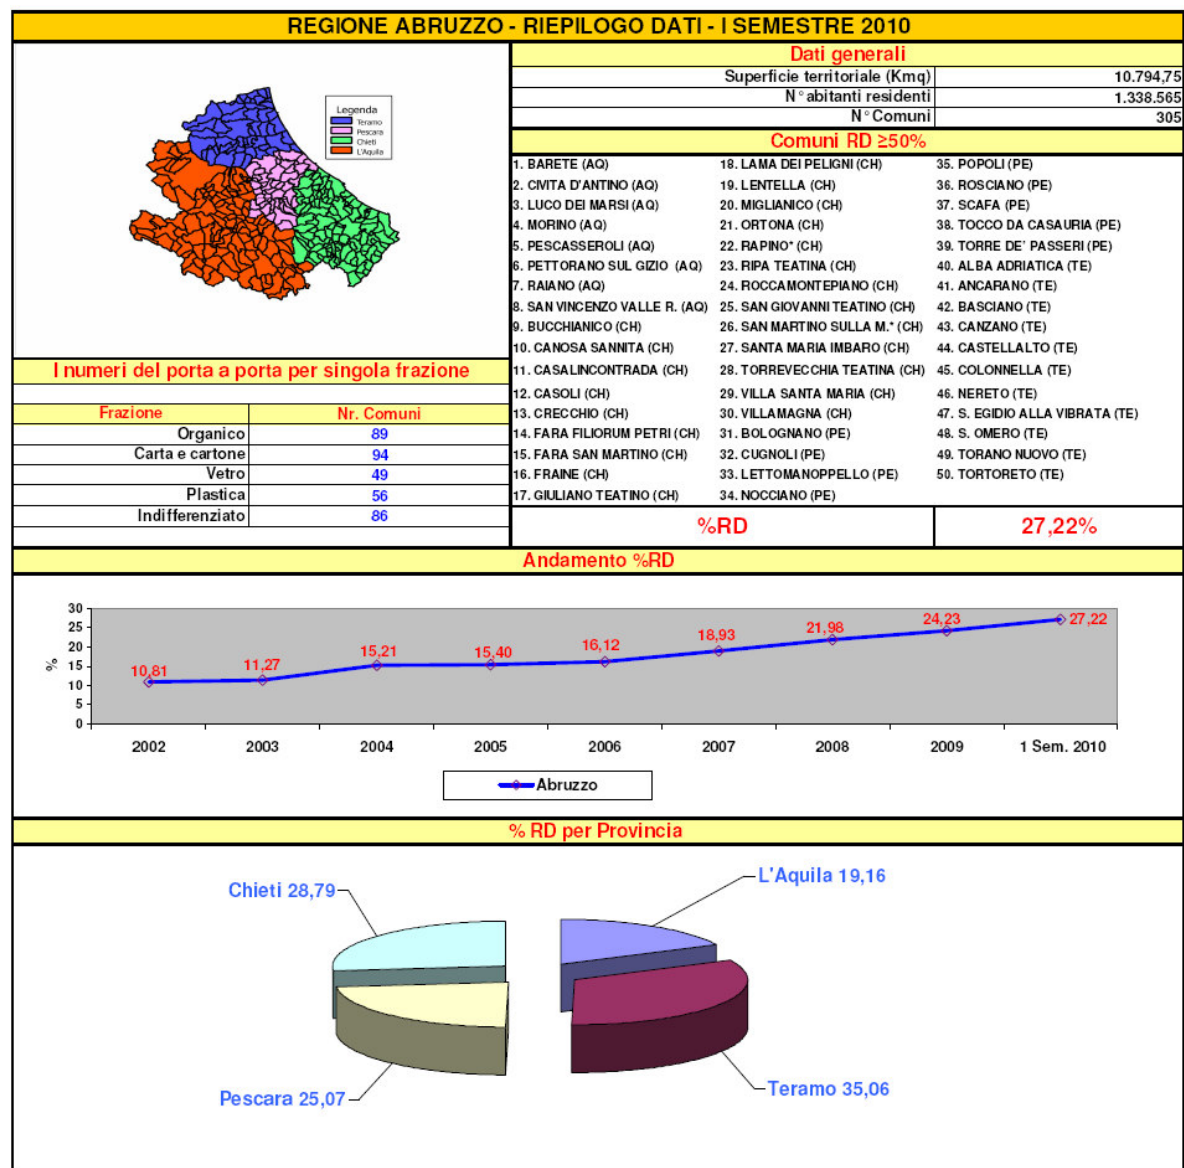 REGIONE ABRUZZO - RIEPILOGO DATI - I SEMESTRE 2010
Legenda
Teramo
Pescara
Chieti
L'Aquila
Dati generali
Superficie territoriale (Kmq) 10.794,75
N° abitanti residenti 1.338.565
N° Comuni 305
Comuni RD ≥50%
1. BARETE (AQ)
2. CIVITA D'ANTINO (AQ)
3. LUCO DEI MARSI (AQ)
4. MORINO (AQ)
5. PESCASSEROLI (AQ)
6. PETTORANO SUL GIZIO (AQ)
7. RAIANO (AQ)
8. SAN VINCENZO VALLE R. (AQ)
9. BUCCHIANICO (CH)
10. CANOSA SANNITA (CH)
11. CASALINCONTRADA (CH)
12. CASOLI (CH)
13. CRECCHIO (CH)
14. FARA FILIORUM PETRI (CH)
15. FARA SAN MARTINO (CH)
16. FRAINE (CH)
17. GIULIANO TEATINO (CH)
18. LAMA DEI PELIGNI (CH)
19. LENTELLA (CH)
20. MIGLIANICO (CH)
21. ORTONA (CH)
22. RAPINO* (CH)
23. RIPA TEATINA (CH)
24. ROCCAMONTEPIANO (CH)
25. SAN GIOVANNI TEATINO (CH)
26. SAN MARTINO SULLA M.* (CH)
27. SANTA MARIA IMBARO (CH)
28. TORREVECCHIA TEATINA (CH)
29. VILLA SANTA MARIA (CH)
30. VILLAMAGNA (CH)
31. BOLOGNANO (PE)
32. CUGNOLI (PE)
33. LETTOMANOPPELLO (PE)
34. NOCCIANO (PE)
35. POPOLI (PE)
36. ROSCIANO (PE)
37. SCAFA (PE)
38. TOCCO DA CASAURIA (PE)
39. TORRE DE' PASSERI (PE)
40. ALBA ADRIATICA (TE)
41. ANCARANO (TE)
42. BASCIANO (TE)
43. CANZANO (TE)
44. CASTELLALTO (TE)
45. COLONNELLA (TE)
46. NERETO (TE)
47. S. EGIDIO ALLA VIBRATA (TE)
48. S. OMERO (TE)
49. TORANO NUOVO (TE)
50. TORTORETO (TE)
%RD 27,22%
I numeri del porta a porta per singola frazione
Frazione Nr. Comuni
Organico 89
Carta e cartone 94
Vetro 49
Plastica 56
Indifferenziato 86
Andamento %RD
%
30
25
20
15
10
5
0
10,81 11,27 15,21 15,40 16,12 18,93 21,98 24,23 27,22
2002 2003 2004 2005 2006 2007 2008 2009 1 Sem. 2010
Abruzzo
% RD per Provincia
L'Aquila 19,16
Chieti 28,79
Teramo 35,06
Pescara 25,07